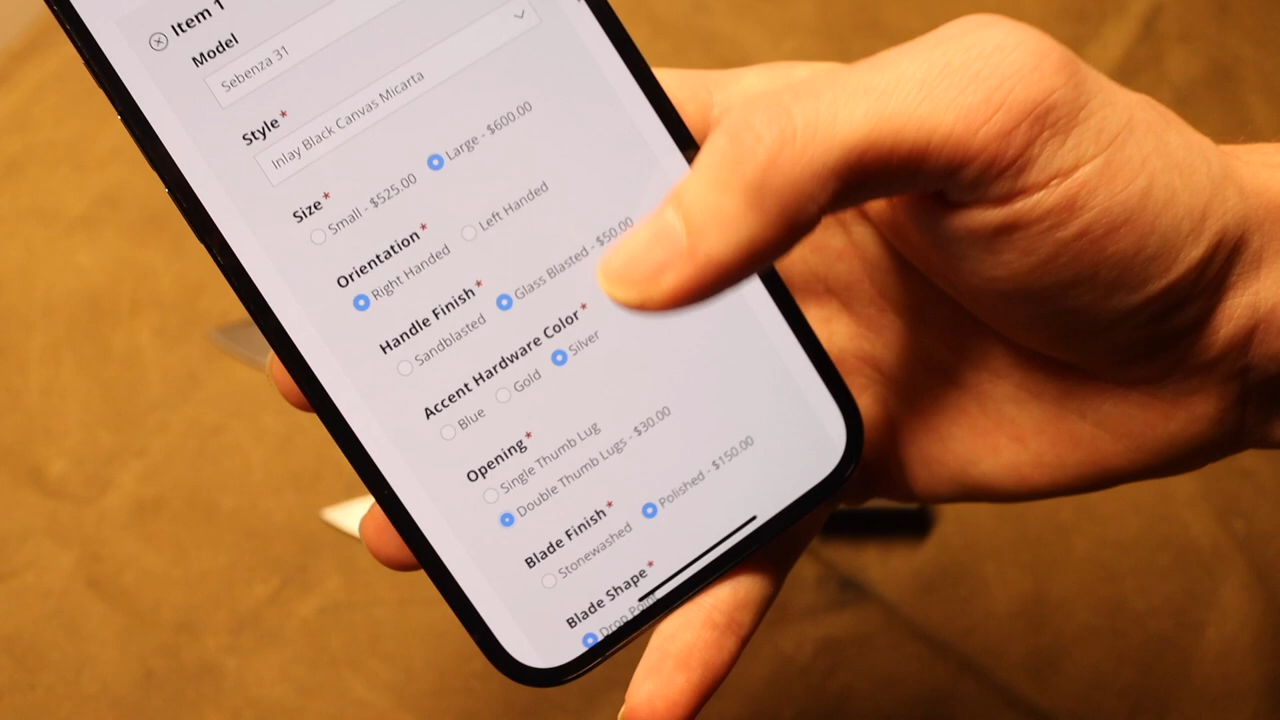 Item 1
Model
Sebenza 31
Style*
Inlay Black Canvas Micarta
Size*
Small - $525.00 Large - $600.00
Orientation*
Right Handed Left Handed
Handle Finish*
Sandblasted Glass Blasted - $50.00
Accent Hardware Color*
Blue Gold Silver
Opening*
Single Thumb Lug
Double Thumb Lugs - $30.00
Blade Finish*
Stonewashed Polished - $150.00
Blade Shape*
Drop Point